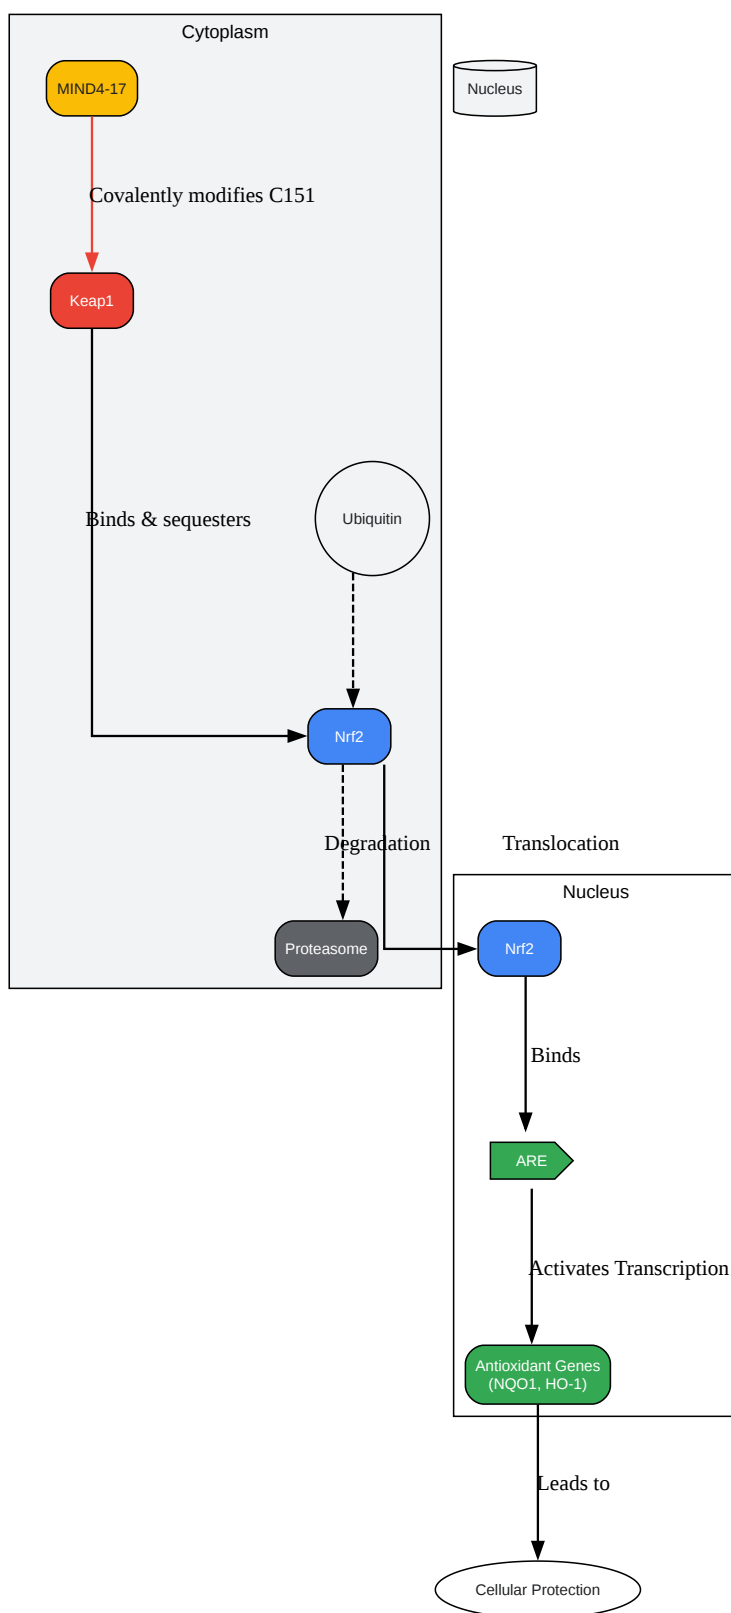 Cytoplasm
MIND4-17
Nucleus
Covalently modifies C151
Keap1
Binds & sequesters
Ubiquitin
Nrf2
Degradation
Translocation
Nucleus
Proteasome
Nrf2
Binds
ARE
Activates Transcription
Antioxidant Genes
(NQO1, HO-1)
Leads to
Cellular Protection